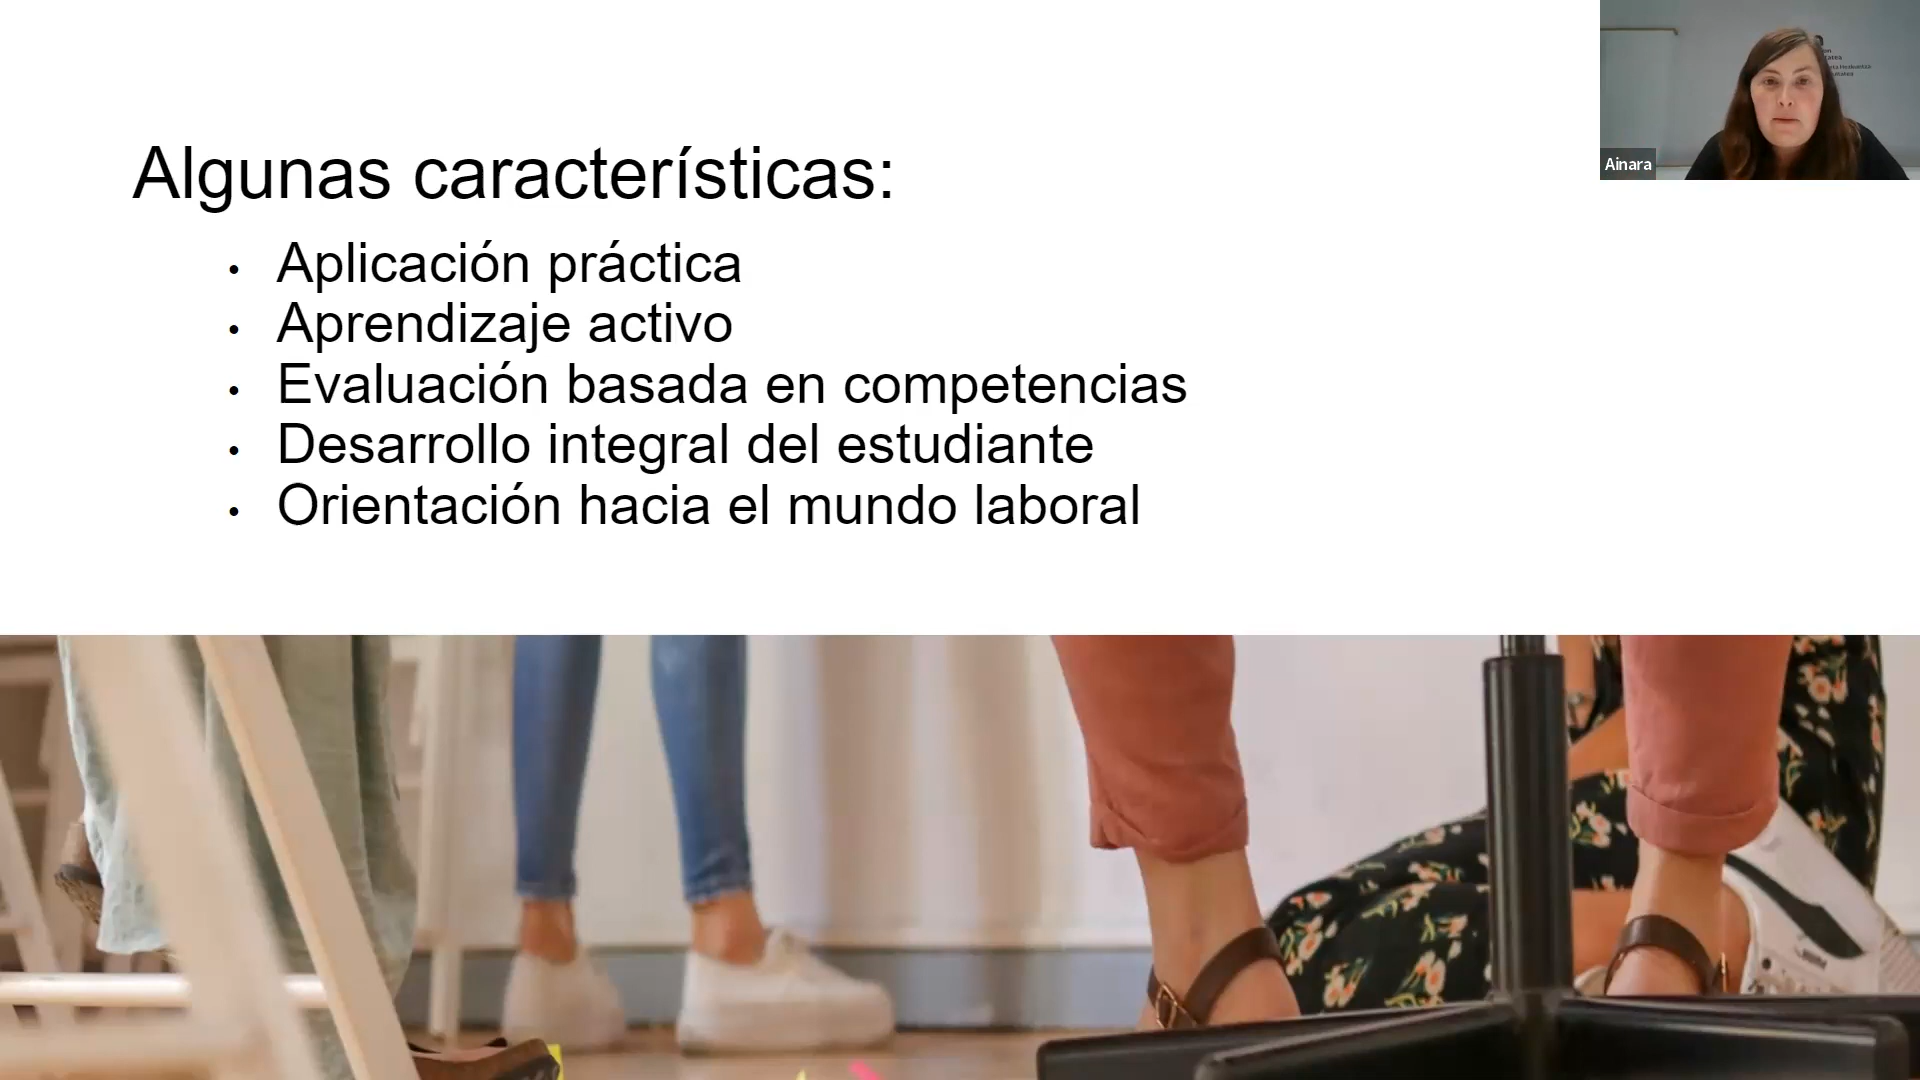 Algunas características:
• Aplicación práctica
• Aprendizaje activo
• Evaluación basada en competencias
• Desarrollo integral del estudiante
• Orientación hacia el mundo laboral
Ainara